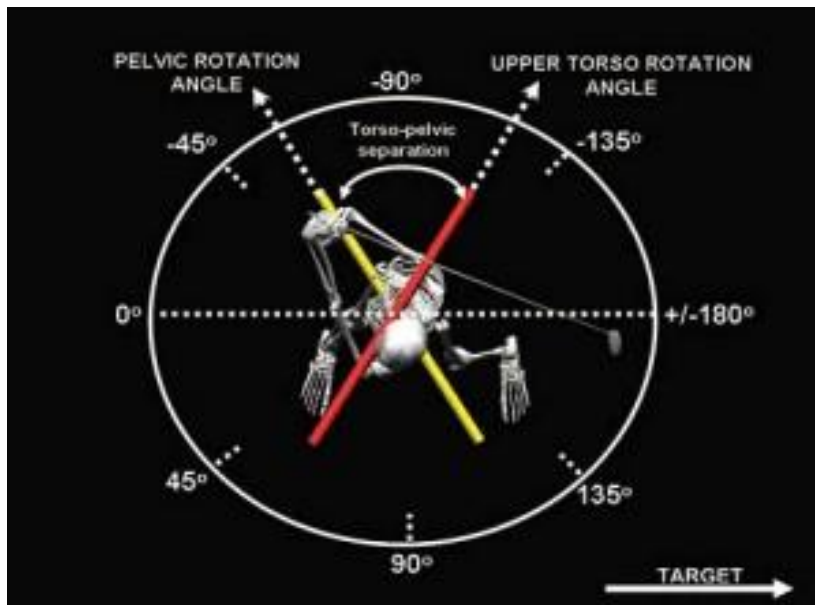 PELVIC ROTATION
ANGLE
-90º
UPPER TORSO ROTATION
ANGLE
Torso-pelvic
separation
-45º
-135º
0º
+/-180º
45º
135º
90º
TARGET